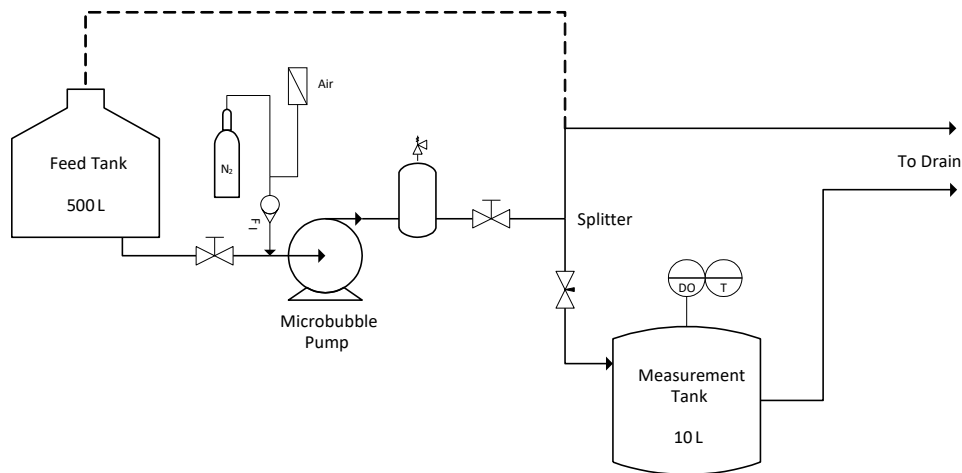 Air
N₂
Feed Tank
500 L
FI
To Drain
Splitter
DO
T
Microbubble
Pump
Measurement
Tank
10 L